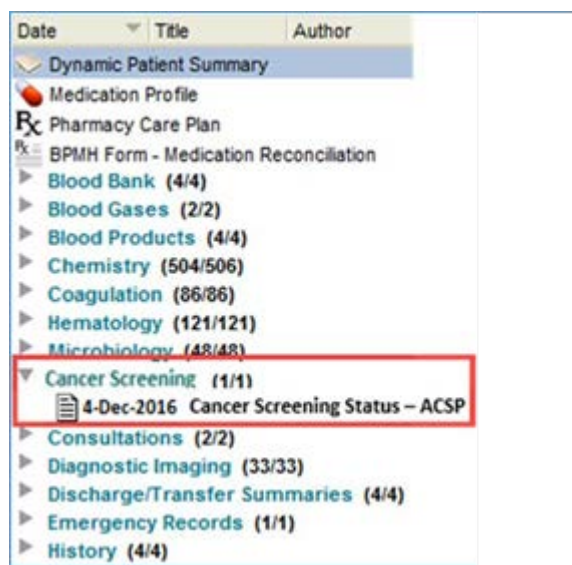 Date Title Author
Dynamic Patient Summary
Medication Profile
Rx Pharmacy Care Plan
Rx BPMH Form - Medication Reconciliation
Blood Bank (4/4)
Blood Gases (2/2)
Blood Products (4/4)
Chemistry (504/506)
Coagulation (86/86)
Hematology (121/121)
Microbiology (48/48)
Cancer Screening (1/1)
4-Dec-2016 Cancer Screening Status – ACSP
Consultations (2/2)
Diagnostic Imaging (33/33)
Discharge/Transfer Summaries (4/4)
Emergency Records (1/1)
History (4/4)